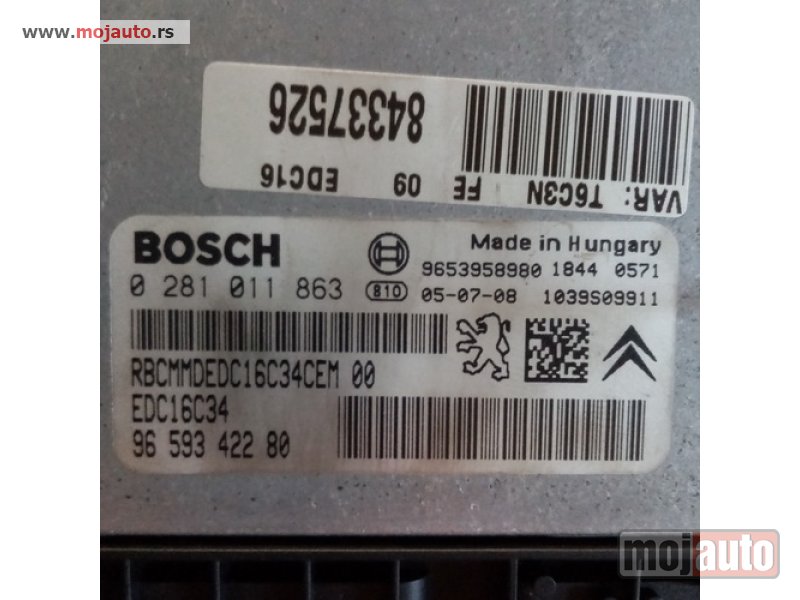 www.mojauto.rs
84337526
VAR: T6C3N FE 09 EDC16
BOSCH
Made in Hungary
9653958980 1844 0571
0 281 011 863 810 05-07-08 1039S09911
RBCMMDEDC16C34CEM 00
EDC16C34
96 593 422 80
mojauto